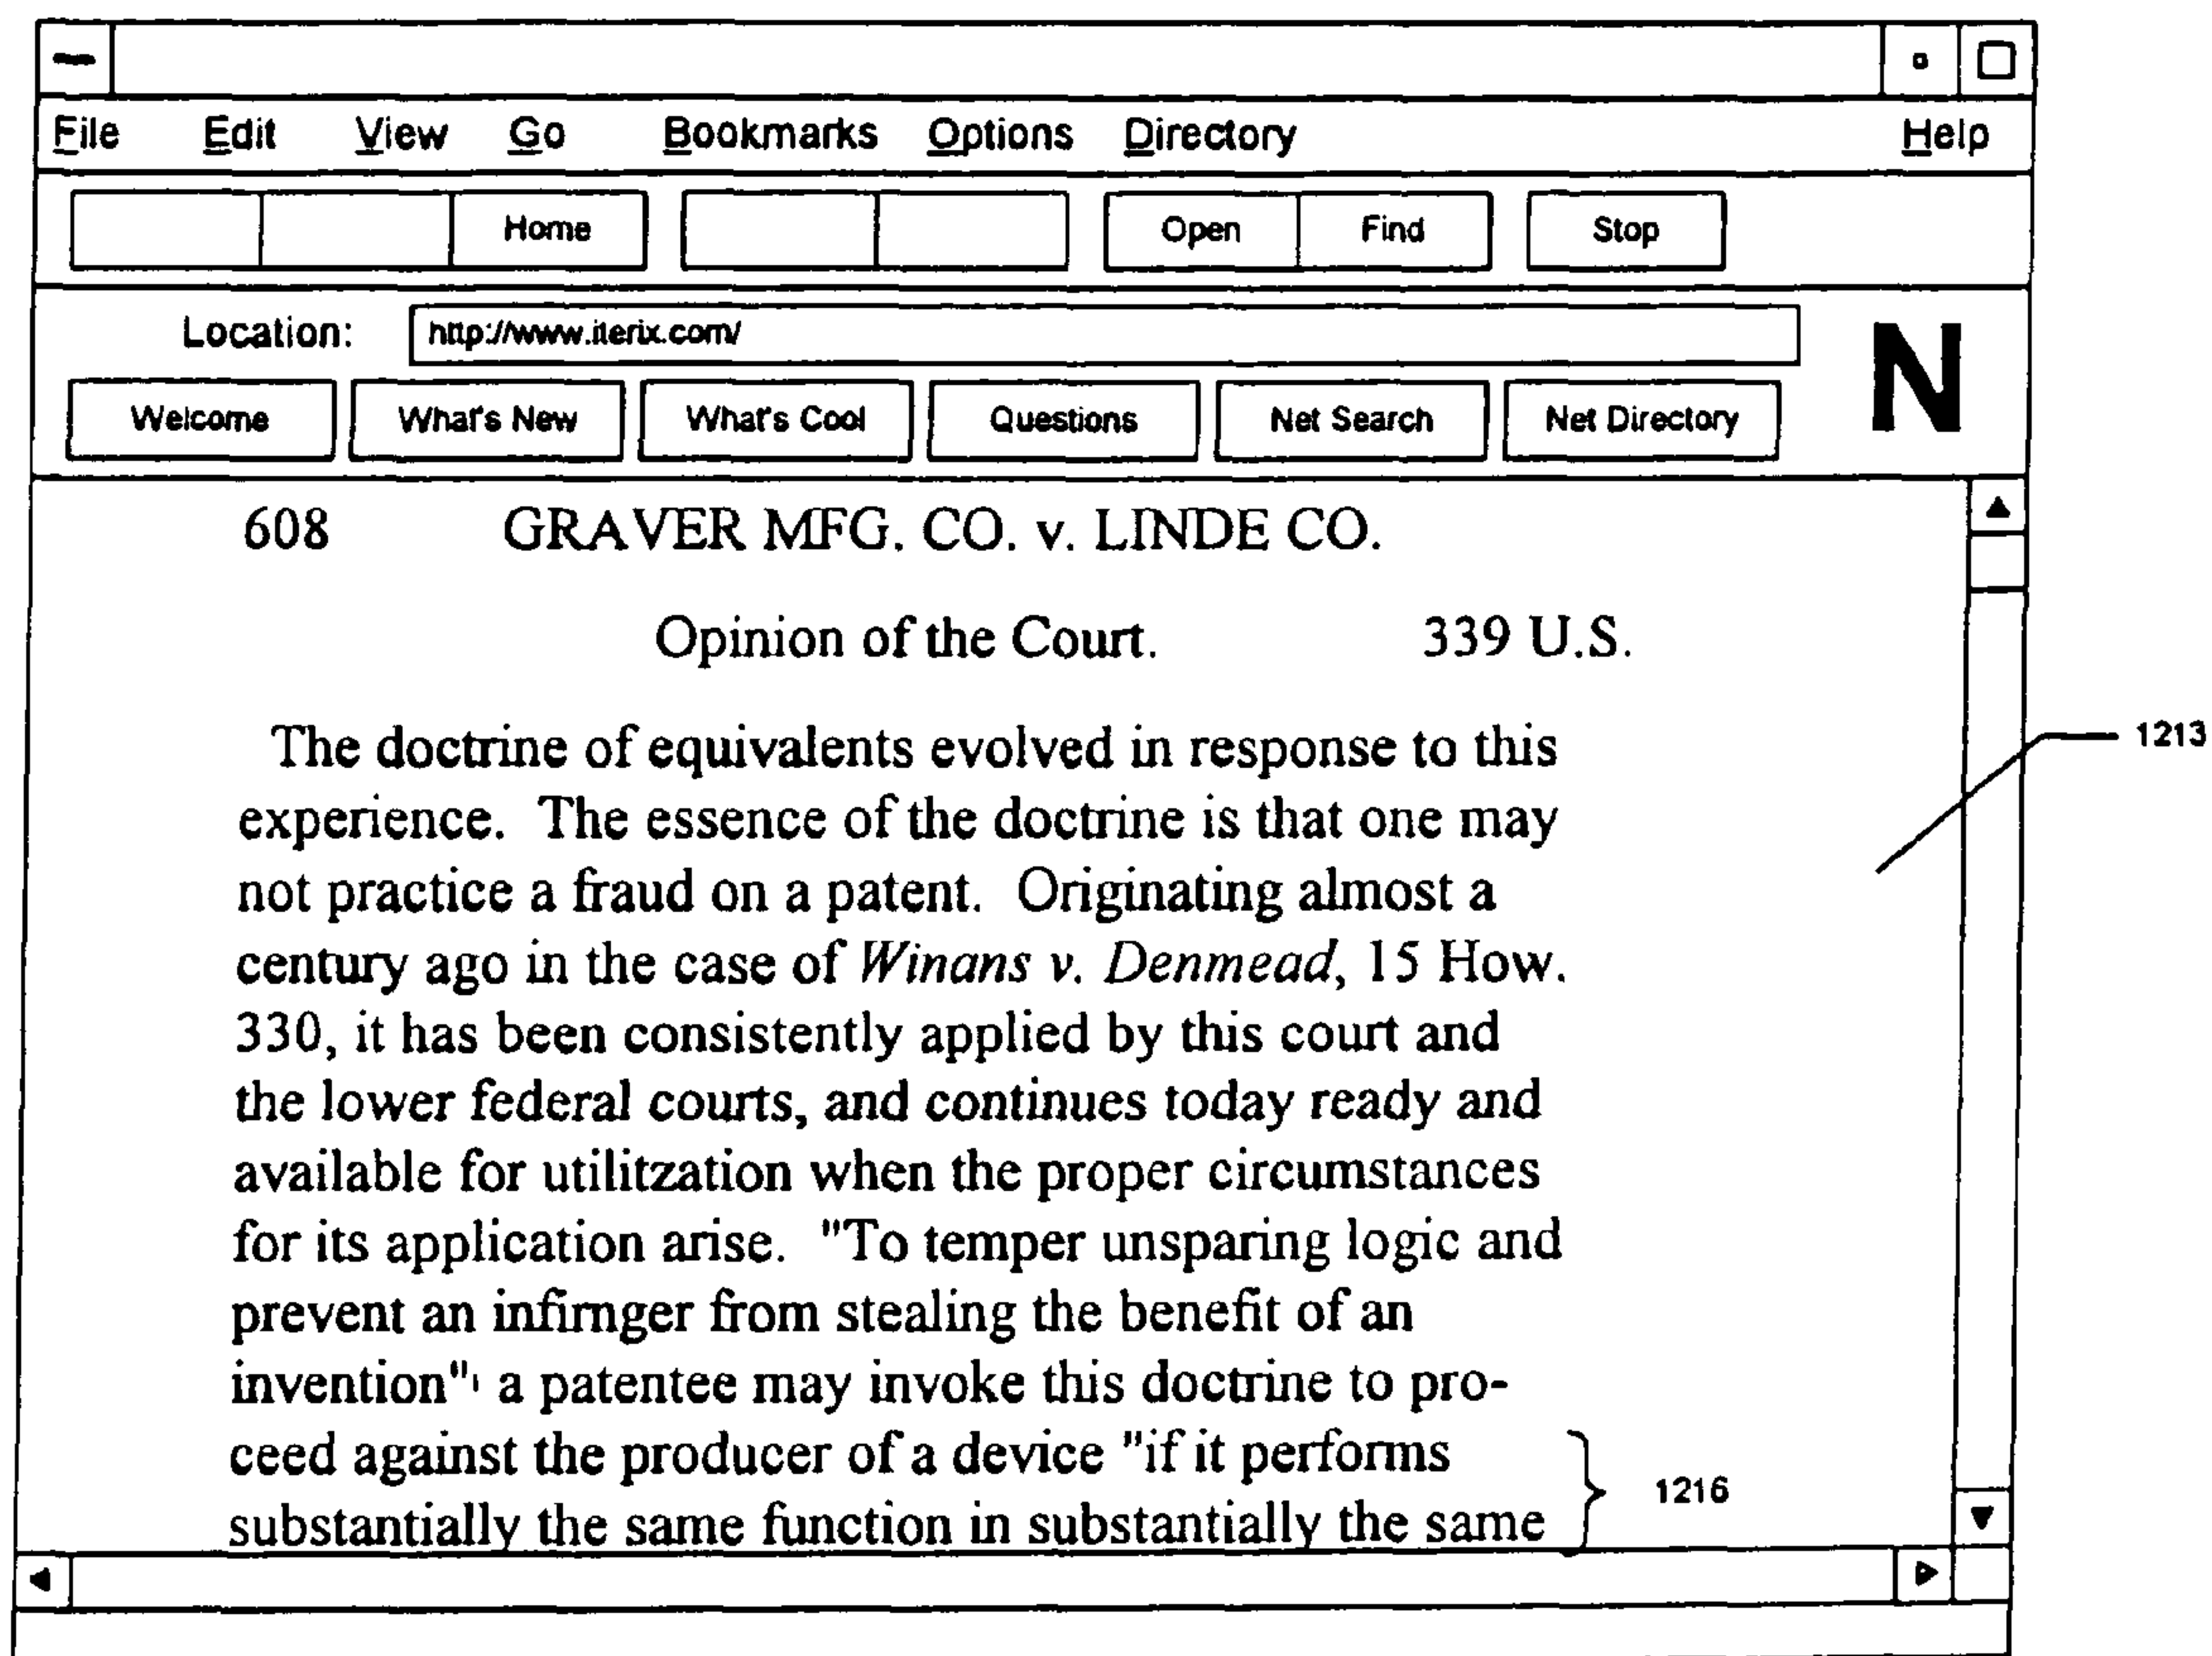 File Edit View Go Bookmarks Options Directory Help
Home Open Find Stop
Location: http://www.iterix.com/
N
Welcome What's New What's Cool Questions Net Search Net Directory
608 GRAVER MFG. CO. v. LINDE CO.
Opinion of the Court. 339 U.S.
1213
The doctrine of equivalents evolved in response to this
experience. The essence of the doctrine is that one may
not practice a fraud on a patent. Originating almost a
century ago in the case of Winans v. Denmead, 15 How.
330, it has been consistently applied by this court and
the lower federal courts, and continues today ready and
available for utilitzation when the proper circumstances
for its application arise. "To temper unsparing logic and
prevent an infirnger from stealing the benefit of an
invention" a patentee may invoke this doctrine to pro-
ceed against the producer of a device "if it performs
substantially the same function in substantially the same
1216